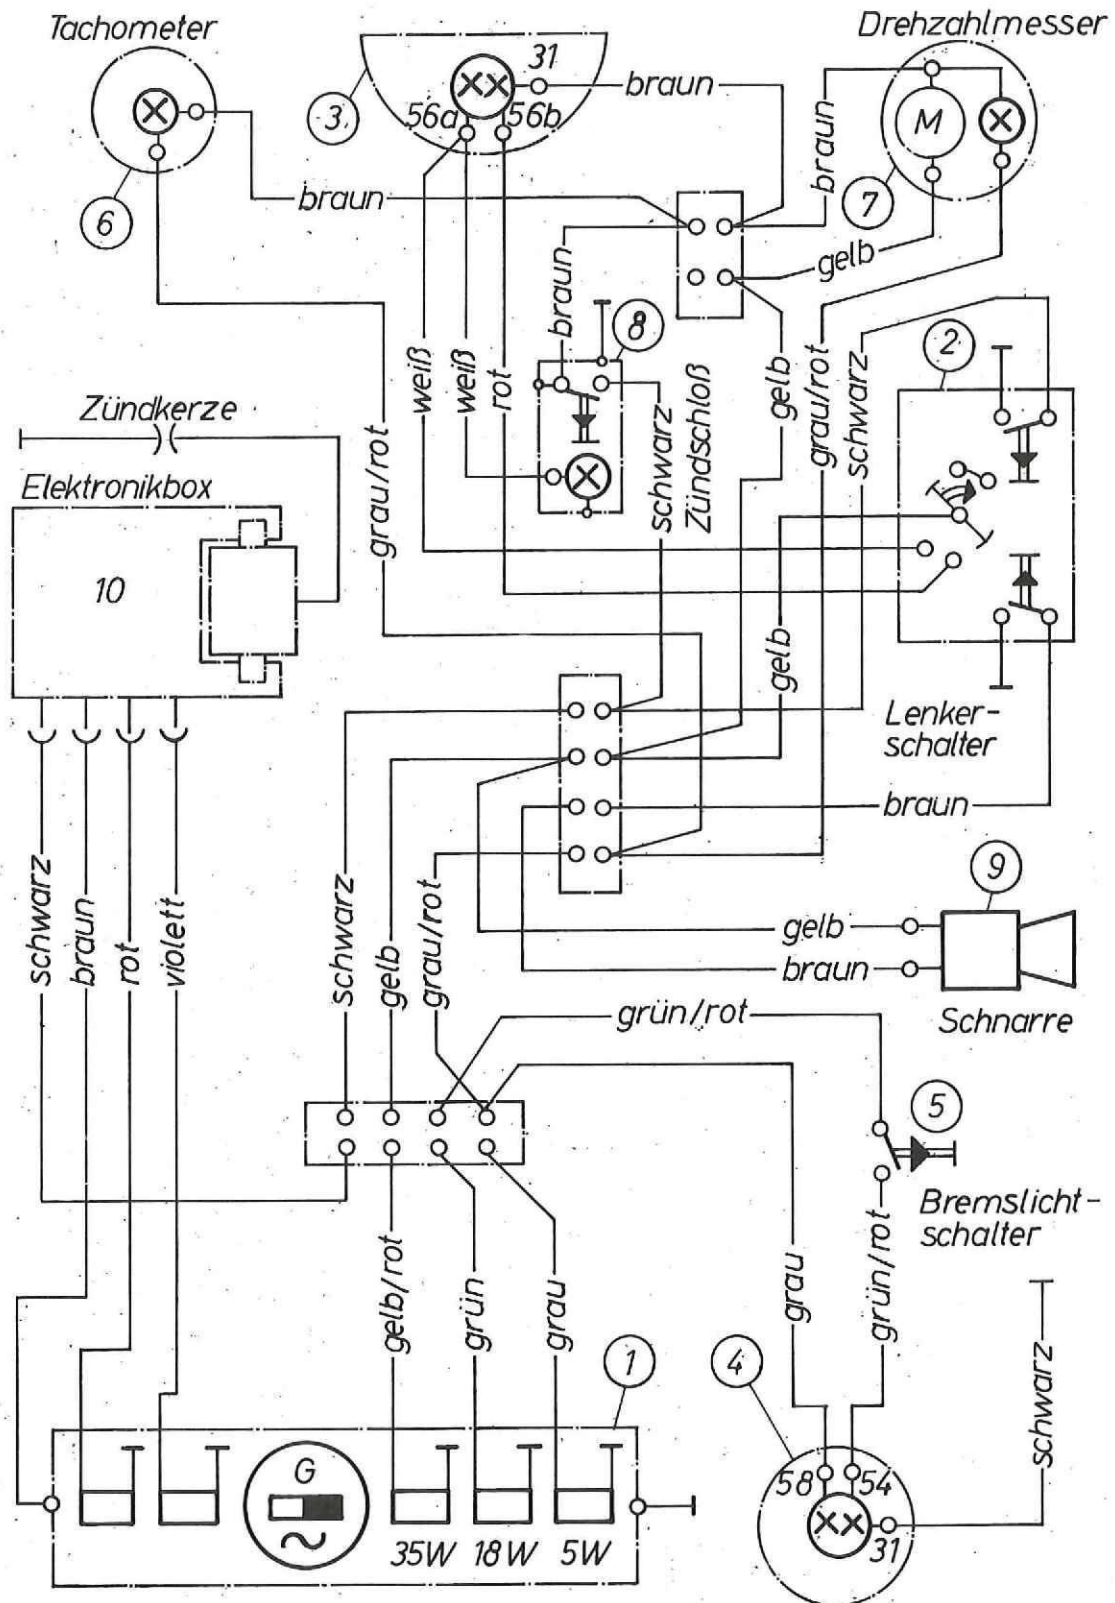 Tachometer
Drehzahlmesser
3
31
56a
56b
braun
braun
M
6
braun
7
gelb
braun
8
2
weiß
weiß
rot
schwarz
Zündschloß
gelb
grau/rot
schwarz
Zündkerze
grau/rot
Elektronikbox
10
gelb
Lenker-
schalter
braun
schwarz
braun
rot
violett
schwarz
gelb
grau/rot
9
gelb
braun
Schnarre
grün/rot
5
Bremslicht-
schalter
gelb/rot
grün
grau
grau
grün/rot
schwarz
1
4
G
35W
18W
5W
58
54
31